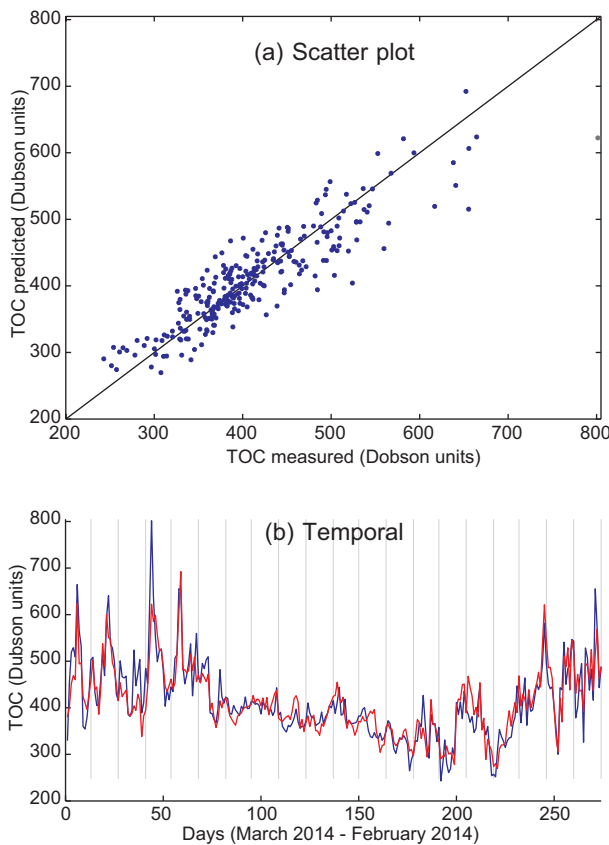 800
(a) Scatter plot
700
600
500
400
300
200
TOC predicted (Dubson units)
200 300 400 500 600 700 800
TOC measured (Dobson units)
800
(b) Temporal
700
600
500
400
300
200
TOC (Dubson units)
0 50 100 150 200 250
Days (March 2014 - February 2014)